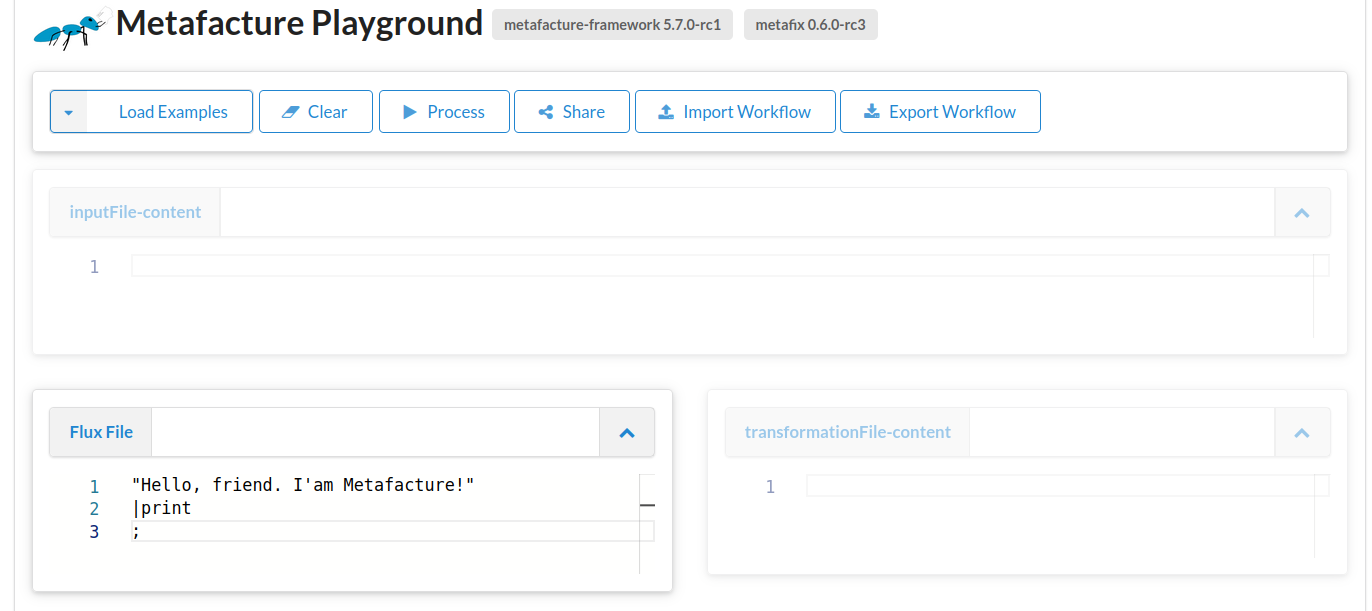 Metafacture Playground metafacture-framework 5.7.0-rc1 metafix 0.6.0-rc3
Load Examples Clear Process Share Import Workflow Export Workflow
inputFile-content
1
Flux File
1 "Hello, friend. I'am Metafacture!"
2 |print
3 ;
transformationFile-content
1